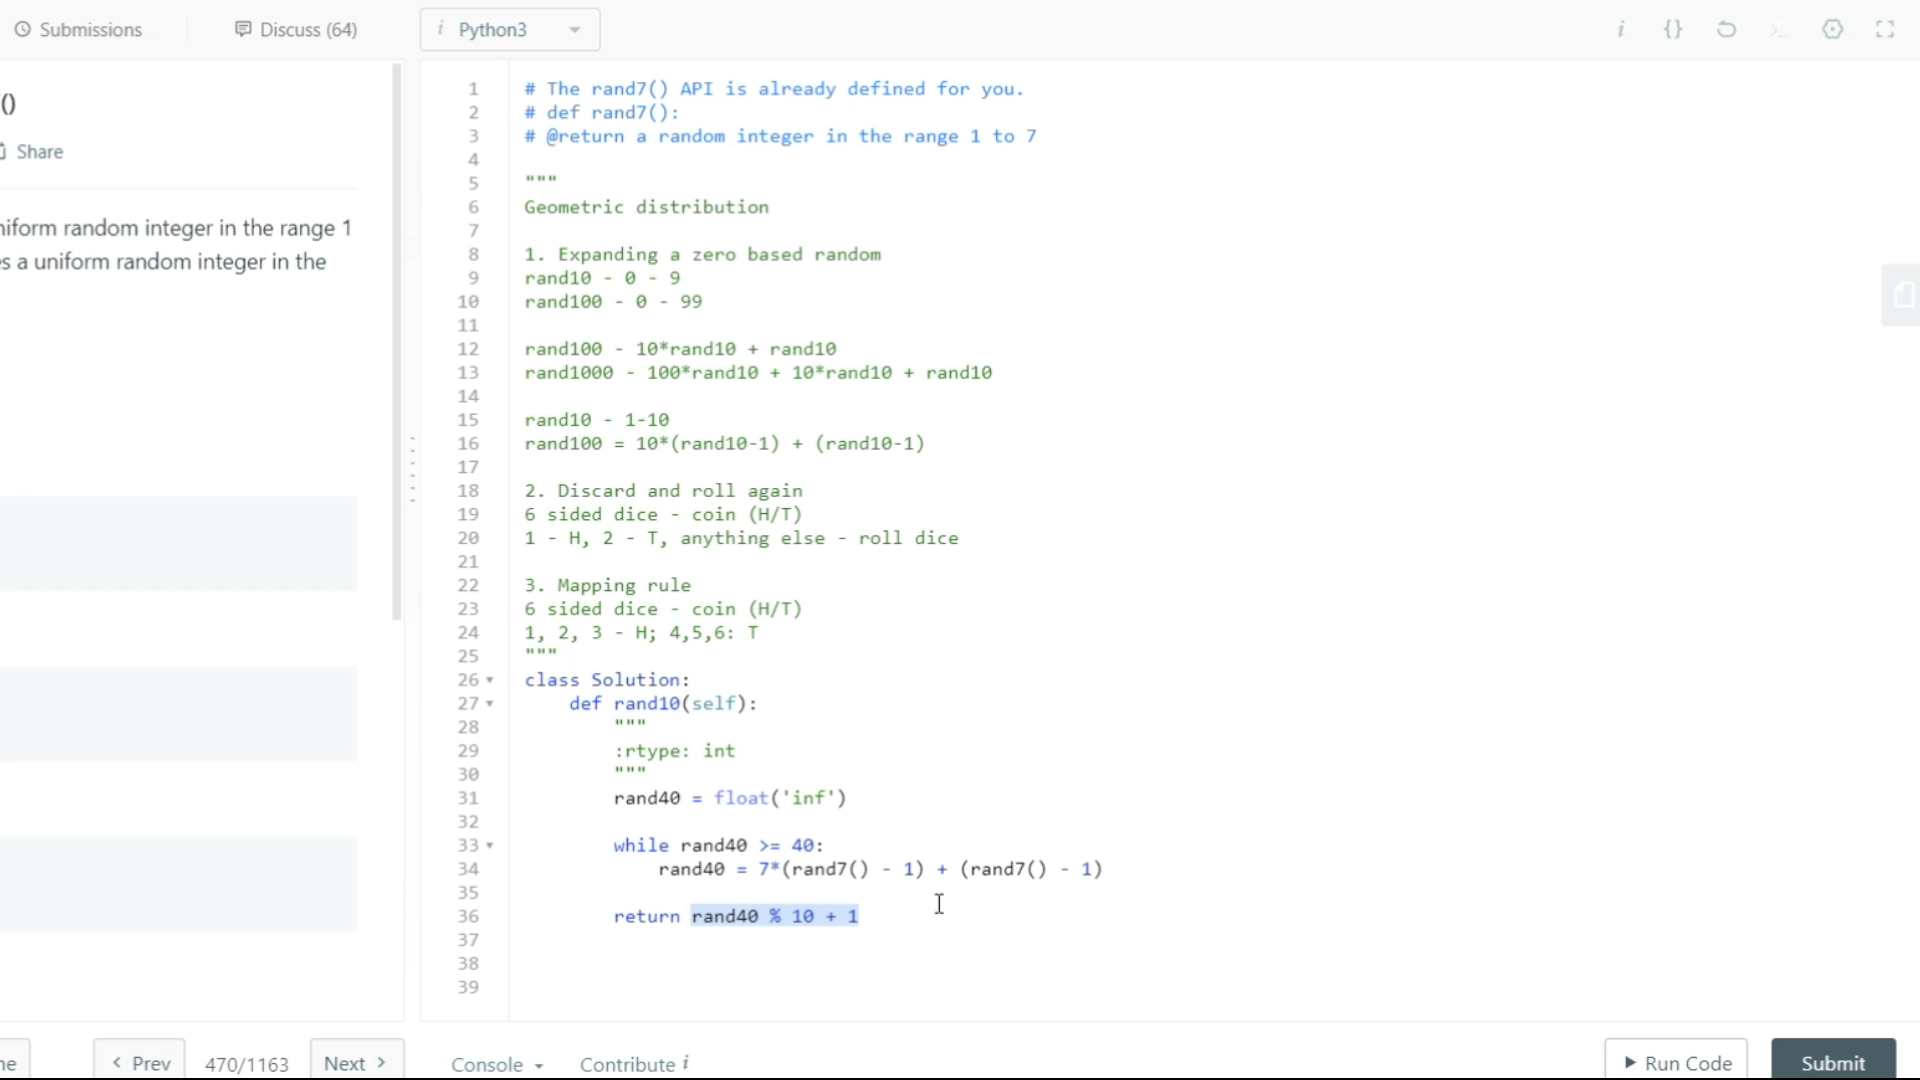 Submissions
Discuss (64)
i Python3
i {} >_
()
Share
niform random integer in the range 1
es a uniform random integer in the
1 # The rand7() API is already defined for you.
2 # def rand7():
3 # @return a random integer in the range 1 to 7
4
5 """
6 Geometric distribution
7
8 1. Expanding a zero based random
9 rand10 - 0 - 9
10 rand100 - 0 - 99
11
12 rand100 - 10*rand10 + rand10
13 rand1000 - 100*rand10 + 10*rand10 + rand10
14
15 rand10 - 1-10
16 rand100 = 10*(rand10-1) + (rand10-1)
17
18 2. Discard and roll again
19 6 sided dice - coin (H/T)
20 1 - H, 2 - T, anything else - roll dice
21
22 3. Mapping rule
23 6 sided dice - coin (H/T)
24 1, 2, 3 - H; 4,5,6: T
25 """
26 class Solution:
27 def rand10(self):
28 """
29 :rtype: int
30 """
31 rand40 = float('inf')
32
33 while rand40 >= 40:
34 rand40 = 7*(rand7() - 1) + (rand7() - 1)
35
36 return rand40 % 10 + 1
37
38
39
ne
< Prev
470/1163
Next >
Console
Contribute i
Run Code
Submit